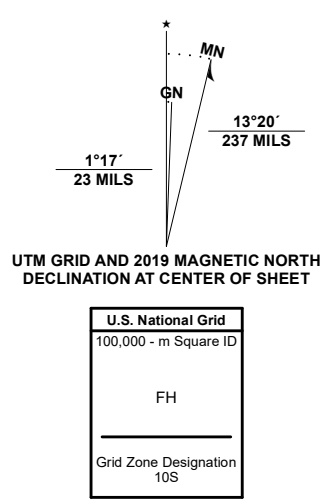 ★
MN
GN
13°20´
237 MILS
1°17´
23 MILS
UTM GRID AND 2019 MAGNETIC NORTH
DECLINATION AT CENTER OF SHEET
U.S. National Grid
100,000 - m Square ID
FH
Grid Zone Designation
10S